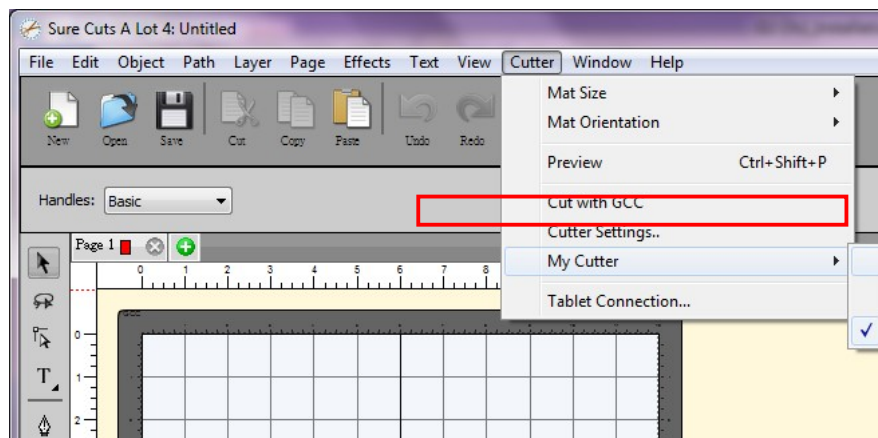 Sure Cuts A Lot 4: Untitled
File Edit Object Path Layer Page Effects Text View Cutter Window Help
New Open Save Cut Copy Paste Undo Redo
Mat Size
Mat Orientation
Preview Ctrl+Shift+P
Cut with GCC
Cutter Settings..
My Cutter
Tablet Connection...
Handles: Basic
Page 1
0 1 2 3 4 5 6 7 8
0
1
2
T